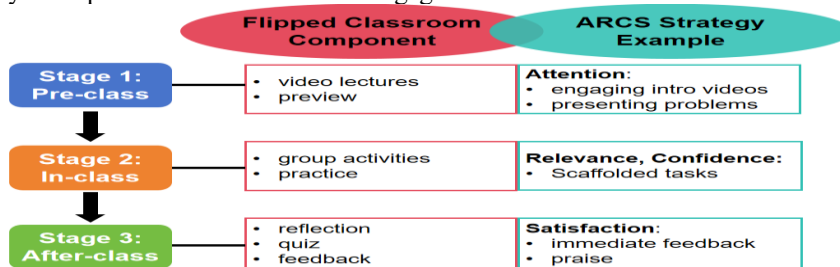 Flipped Classroom
Component
ARCS Strategy
Example
Stage 1:
Pre-class
• video lectures
• preview
Attention:
• engaging intro videos
• presenting problems
Stage 2:
In-class
• group activities
• practice
Relevance, Confidence:
• Scaffolded tasks
Stage 3:
After-class
• reflection
• quiz
• feedback
Satisfaction:
• immediate feedback
• praise